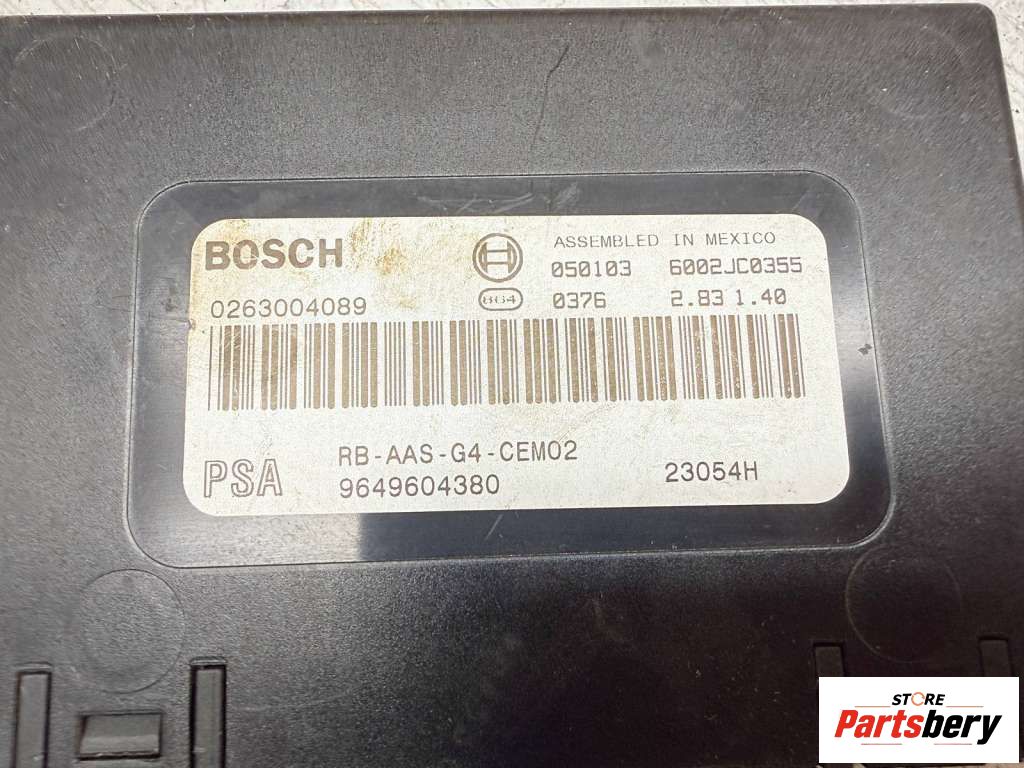 BOSCH
ASSEMBLED IN MEXICO
050103 6002JC0355
0263004089
864 0376 2.83 1.40
RB-AAS-G4-CEM02
PSA 9649604380 23054H
STORE
Partsbery